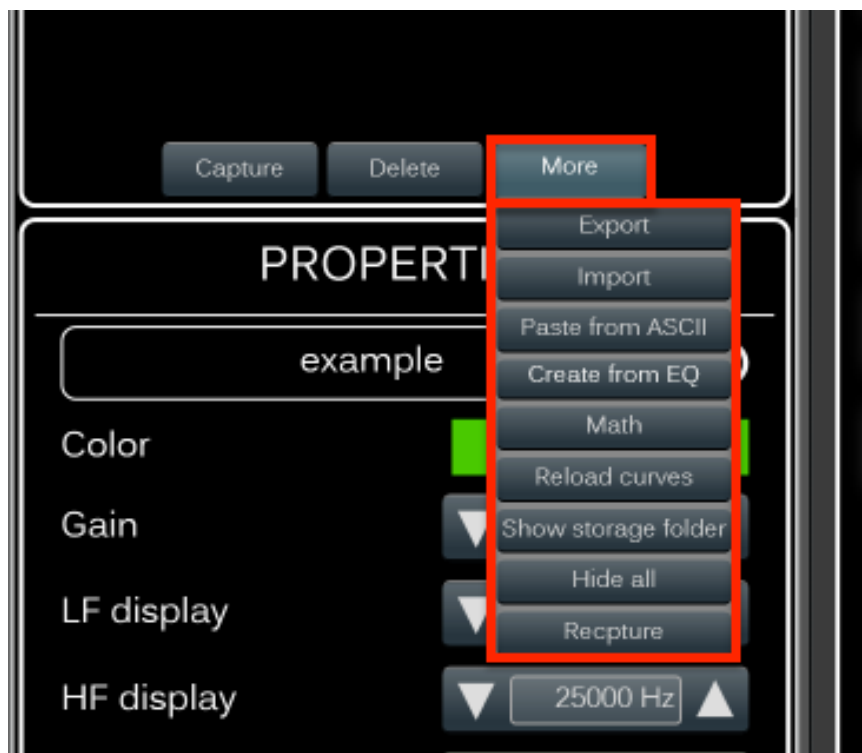 Capture Delete More
Export
PROPERTI
Import
Paste from ASCII
example
Create from EQ
Math
Color
Reload curves
Gain
Show storage folder
Hide all
LF display
Recpture
HF display 25000 Hz